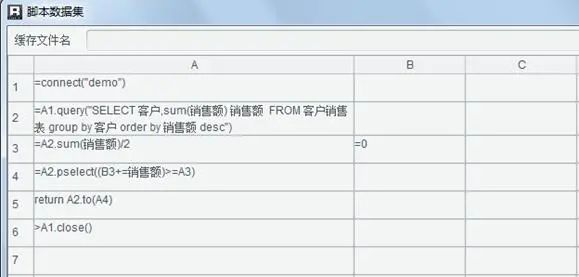 脚本数据集
缓存文件名
A B C
1 =connect("demo")
2 =A1.query("SELECT 客户,sum(销售额) 销售额 FROM 客户销售
表 group by 客户 order by 销售额 desc")
3 =A2.sum(销售额)/2 =0
4 =A2.pselect((B3+=销售额)>=A3)
5 return A2.to(A4)
6 >A1.close()
7